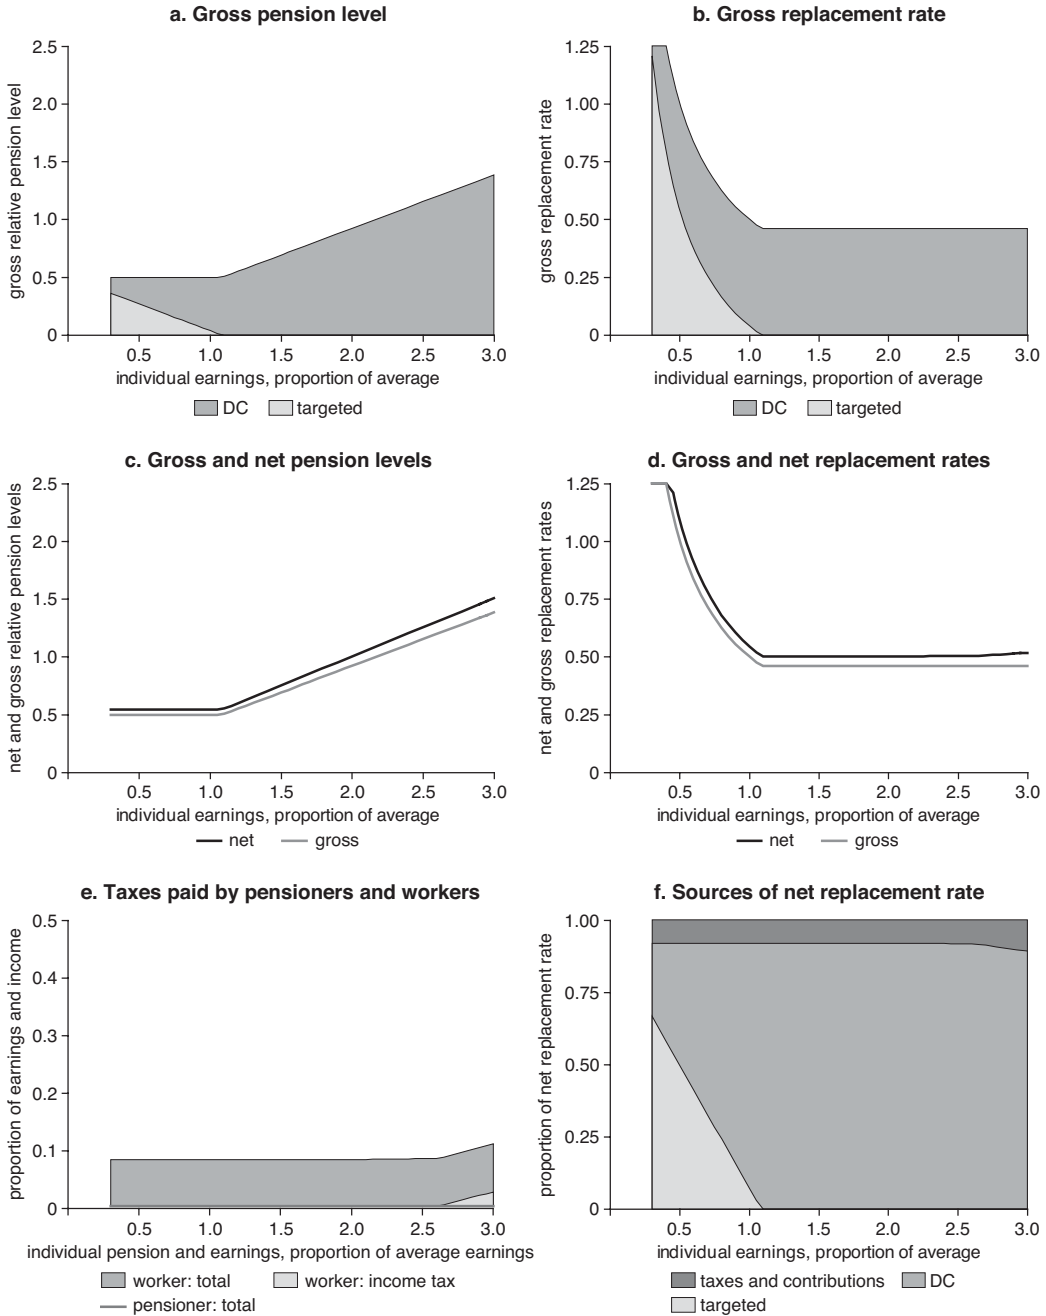 a. Gross pension level
gross relative pension level
2.5
2.0
1.5
1.0
0.5
0
0.5 1.0 1.5 2.0 2.5 3.0
individual earnings, proportion of average
DC targeted
b. Gross replacement rate
gross replacement rate
1.25
1.00
0.75
0.50
0.25
0
0.5 1.0 1.5 2.0 2.5 3.0
individual earnings, proportion of average
DC targeted
c. Gross and net pension levels
net and gross relative pension levels
2.5
2.0
1.5
1.0
0.5
0
0.5 1.0 1.5 2.0 2.5 3.0
individual earnings, proportion of average
net gross
d. Gross and net replacement rates
net and gross replacement rates
1.25
1.00
0.75
0.50
0.25
0
0.5 1.0 1.5 2.0 2.5 3.0
individual earnings, proportion of average
net gross
e. Taxes paid by pensioners and workers
proportion of earnings and income
0.5
0.4
0.3
0.2
0.1
0
0.5 1.0 1.5 2.0 2.5 3.0
individual pension and earnings, proportion of average earnings
worker: total worker: income tax
pensioner: total
f. Sources of net replacement rate
proportion of net replacement rate
1.00
0.75
0.50
0.25
0
0.5 1.0 1.5 2.0 2.5 3.0
individual earnings, proportion of average
taxes and contributions DC
targeted